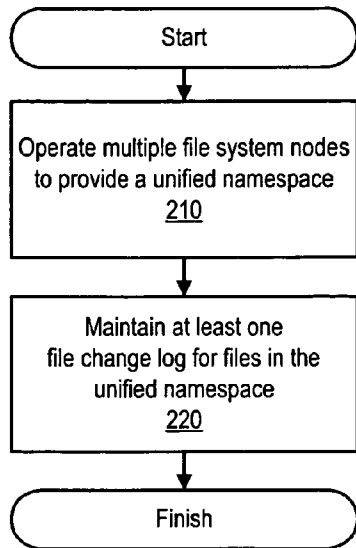 Start
Operate multiple file system nodes
to provide a unified namespace
210
Maintain at least one
file change log for files in the
unified namespace
220
Finish